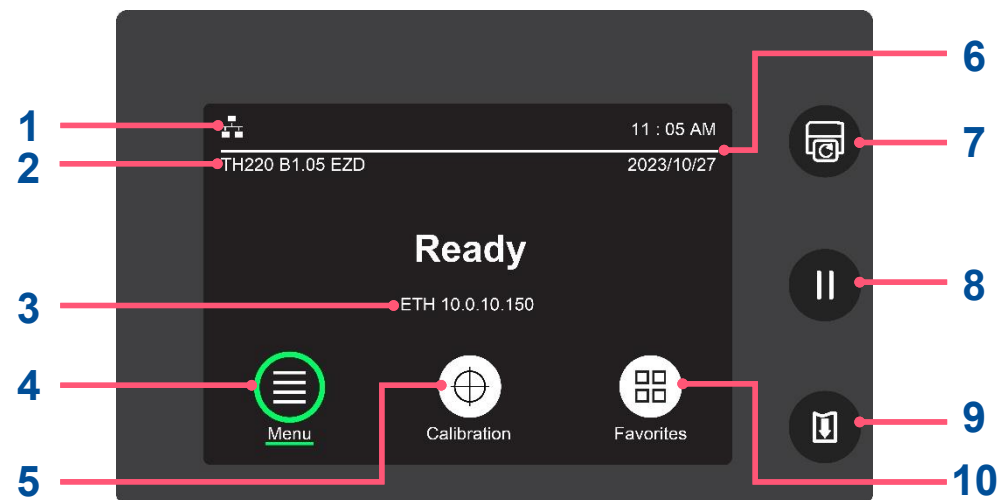 6
1
11 : 05 AM
7
2
TH220 B1.05 EZD
2023/10/27
Ready
8
3
ETH 10.0.10.150
4
9
Menu
Calibration
Favorites
5
10